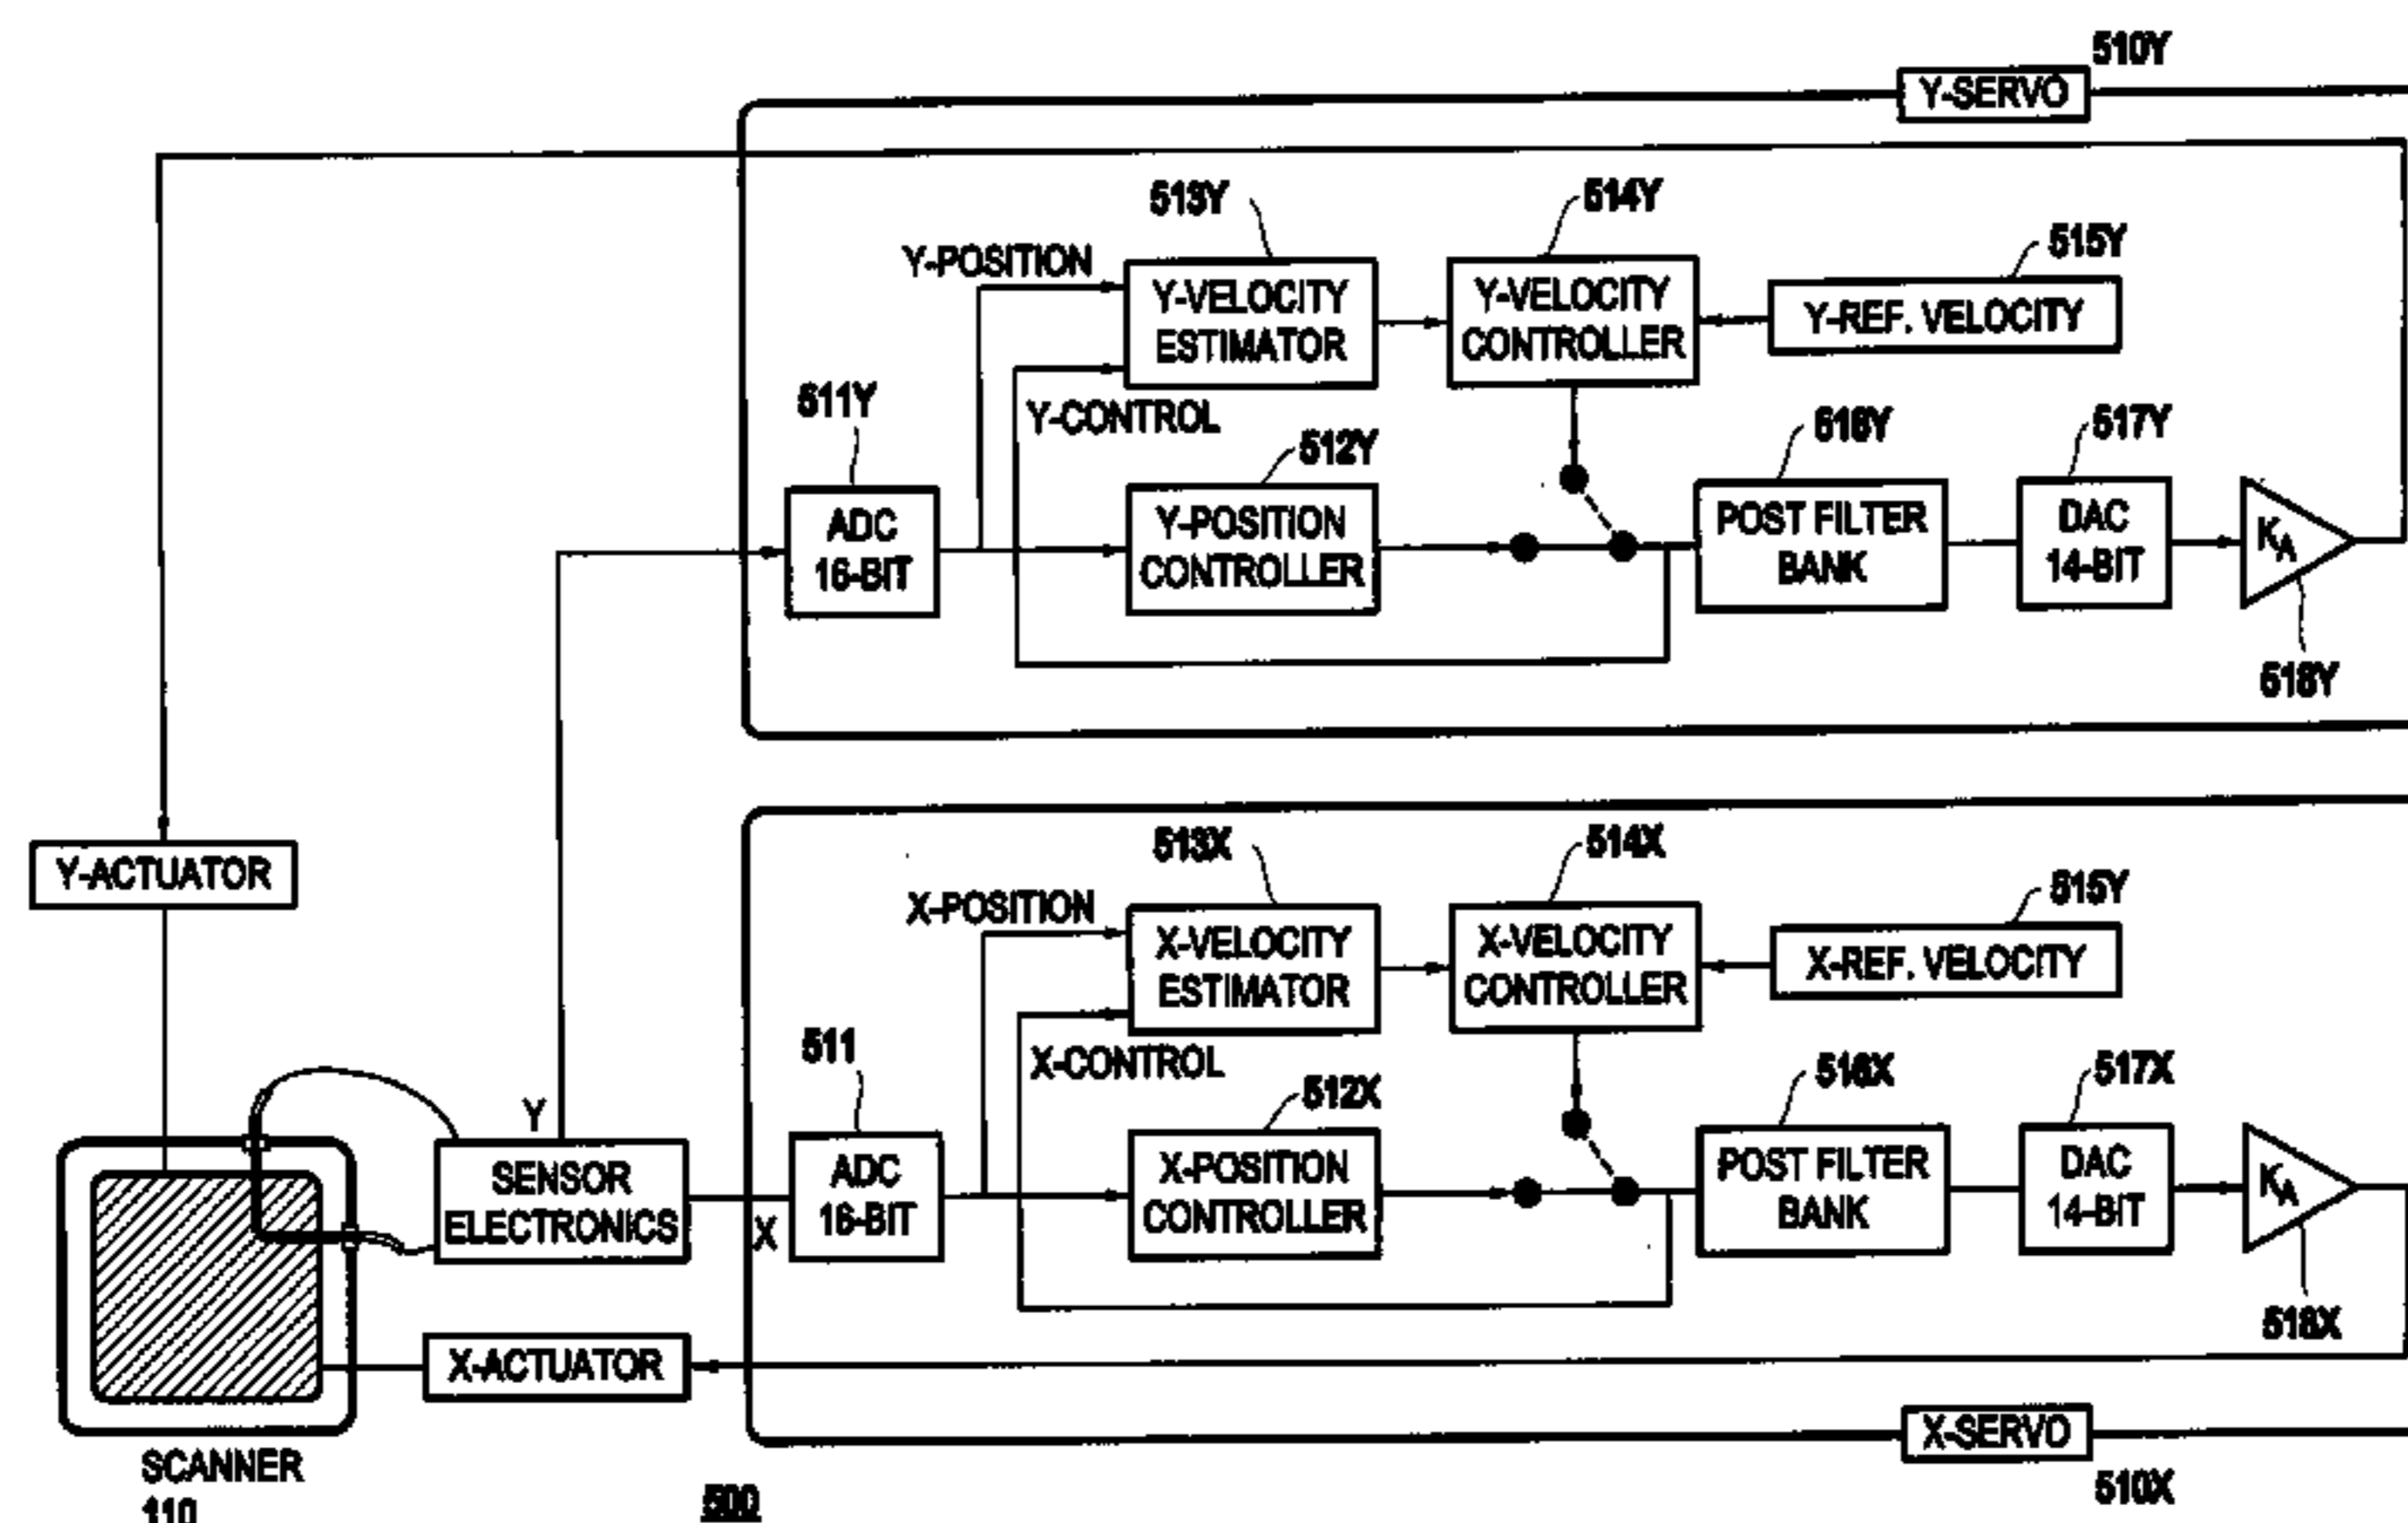 510Y
Y-SERVO
513Y
514Y
515Y
Y-POSITION
Y-VELOCITY
ESTIMATOR
Y-VELOCITY
CONTROLLER
Y-REF. VELOCITY
511Y
Y-CONTROL
512Y
516Y
517Y
ADC
16-BIT
Y-POSITION
CONTROLLER
POST FILTER
BANK
DAC
14-BIT
KA
518Y
Y-ACTUATOR
513X
514X
515Y
X-POSITION
X-VELOCITY
ESTIMATOR
X-VELOCITY
CONTROLLER
X-REF. VELOCITY
511
X-CONTROL
512X
516X
517X
Y
SENSOR
ELECTRONICS
X
ADC
16-BIT
X-POSITION
CONTROLLER
POST FILTER
BANK
DAC
14-BIT
KA
518X
X-ACTUATOR
X-SERVO
SCANNER
110
500
510X